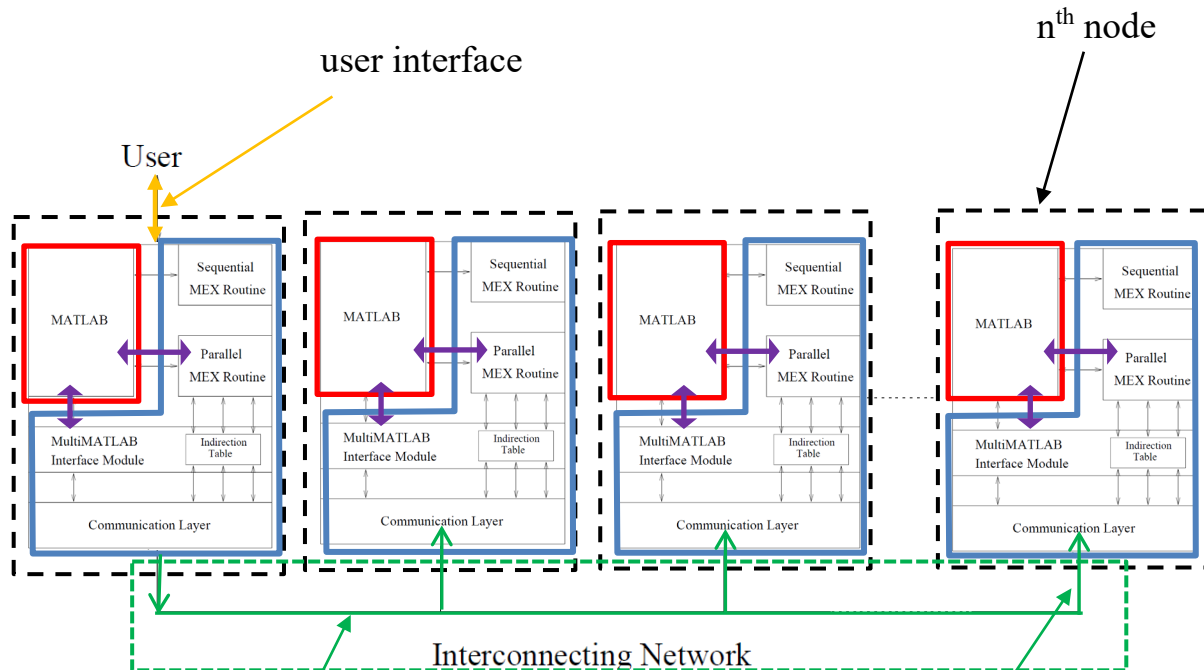 nth node
user interface
User
Sequential
MEX Routine
MATLAB
Parallel
MEX Routine
MultiMATLAB
Interface Module
Indirection
Table
Communication Layer
Sequential
MEX Routine
MATLAB
Parallel
MEX Routine
MultiMATLAB
Interface Module
Indirection
Table
Communication Layer
Sequential
MEX Routine
MATLAB
Parallel
MEX Routine
MultiMATLAB
Interface Module
Indirection
Table
Communication Layer
Sequential
MEX Routine
MATLAB
Parallel
MEX Routine
MultiMATLAB
Interface Module
Indirection
Table
Communication Layer
Interconnecting Network